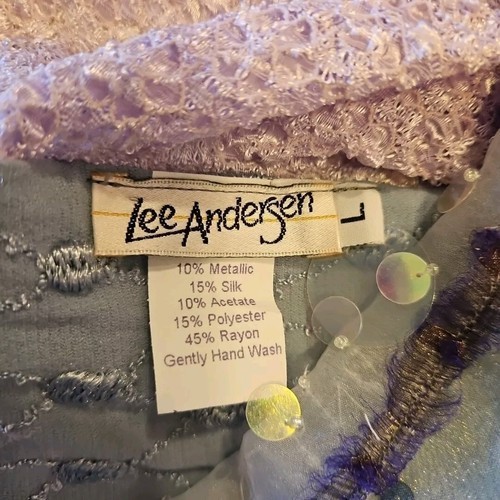 Lee Andersen
L
10% Metallic
15% Silk
10% Acetate
15% Polyester
45% Rayon
Gently Hand Wash